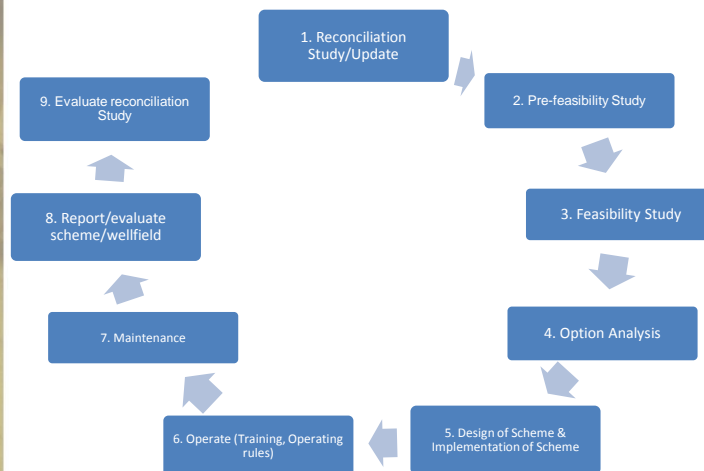 1. Reconciliation
Study/Update
2. Pre-feasibility Study
3. Feasibility Study
4. Option Analysis
5. Design of Scheme &
Implementation of Scheme
6. Operate (Training, Operating
rules)
7. Maintenance
8. Report/evaluate
scheme/wellfield
9. Evaluate reconciliation
Study